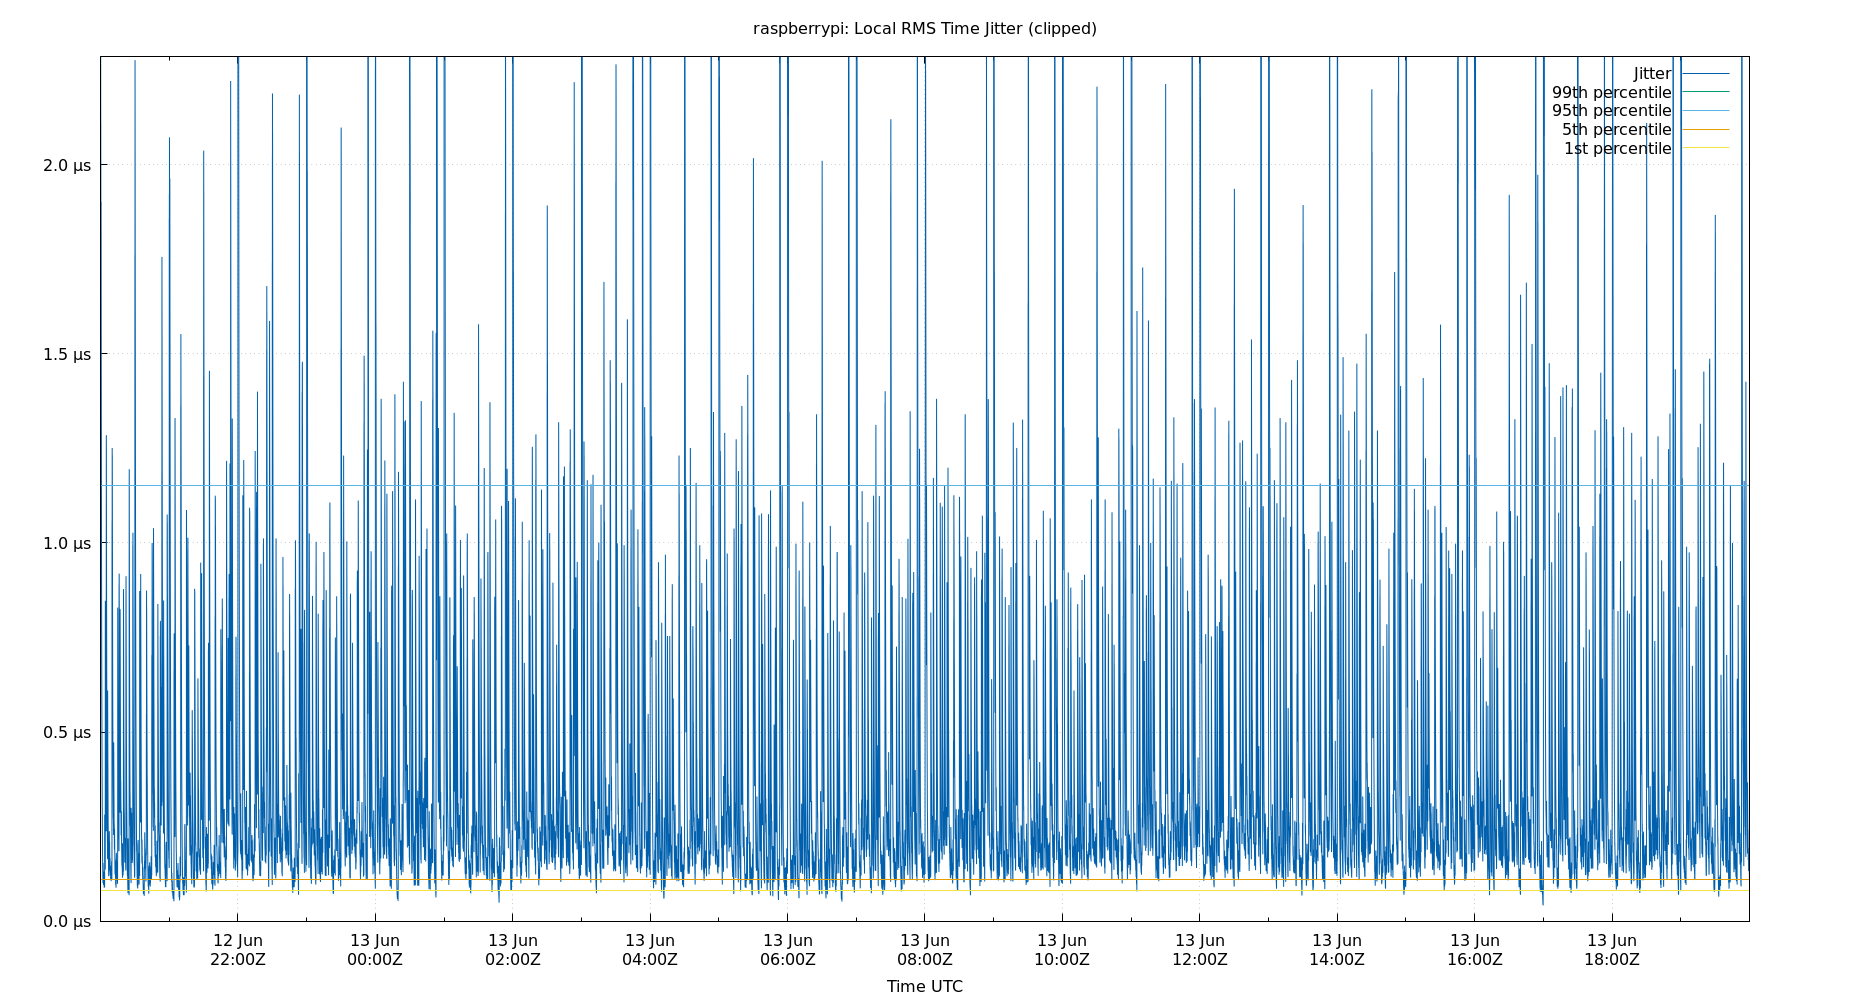 raspberrypi: Local RMS Time Jitter (clipped)
Jitter
99th percentile
95th percentile
5th percentile
1st percentile
2.0 µs
1.5 µs
1.0 µs
0.5 µs
0.0 µs
12 Jun 13 Jun 13 Jun 13 Jun 13 Jun 13 Jun 13 Jun 13 Jun 13 Jun 13 Jun 13 Jun
22:00Z 00:00Z 02:00Z 04:00Z 06:00Z 08:00Z 10:00Z 12:00Z 14:00Z 16:00Z 18:00Z
Time UTC